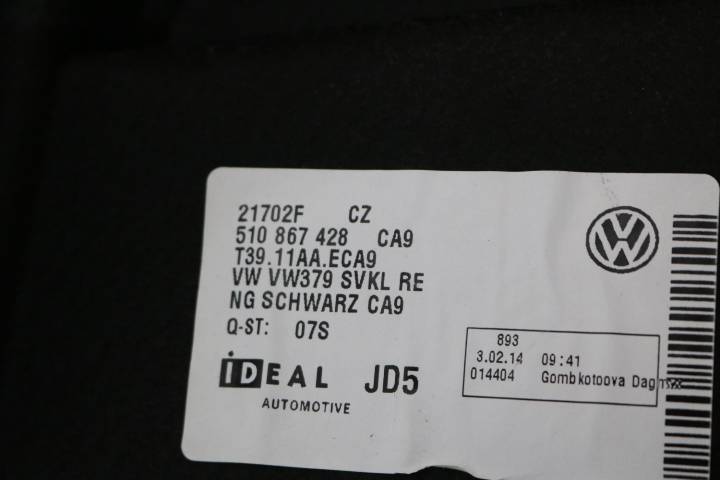 21702F CZ
510 867 428 CA9
T39.11AA.ECA9
VW VW379 SVKL RE
NG SCHWARZ CA9
Q-ST: 07S
iDEAL JD5
AUTOMOTIVE
893
3.02.14 09:41
014404 Gombkotoova